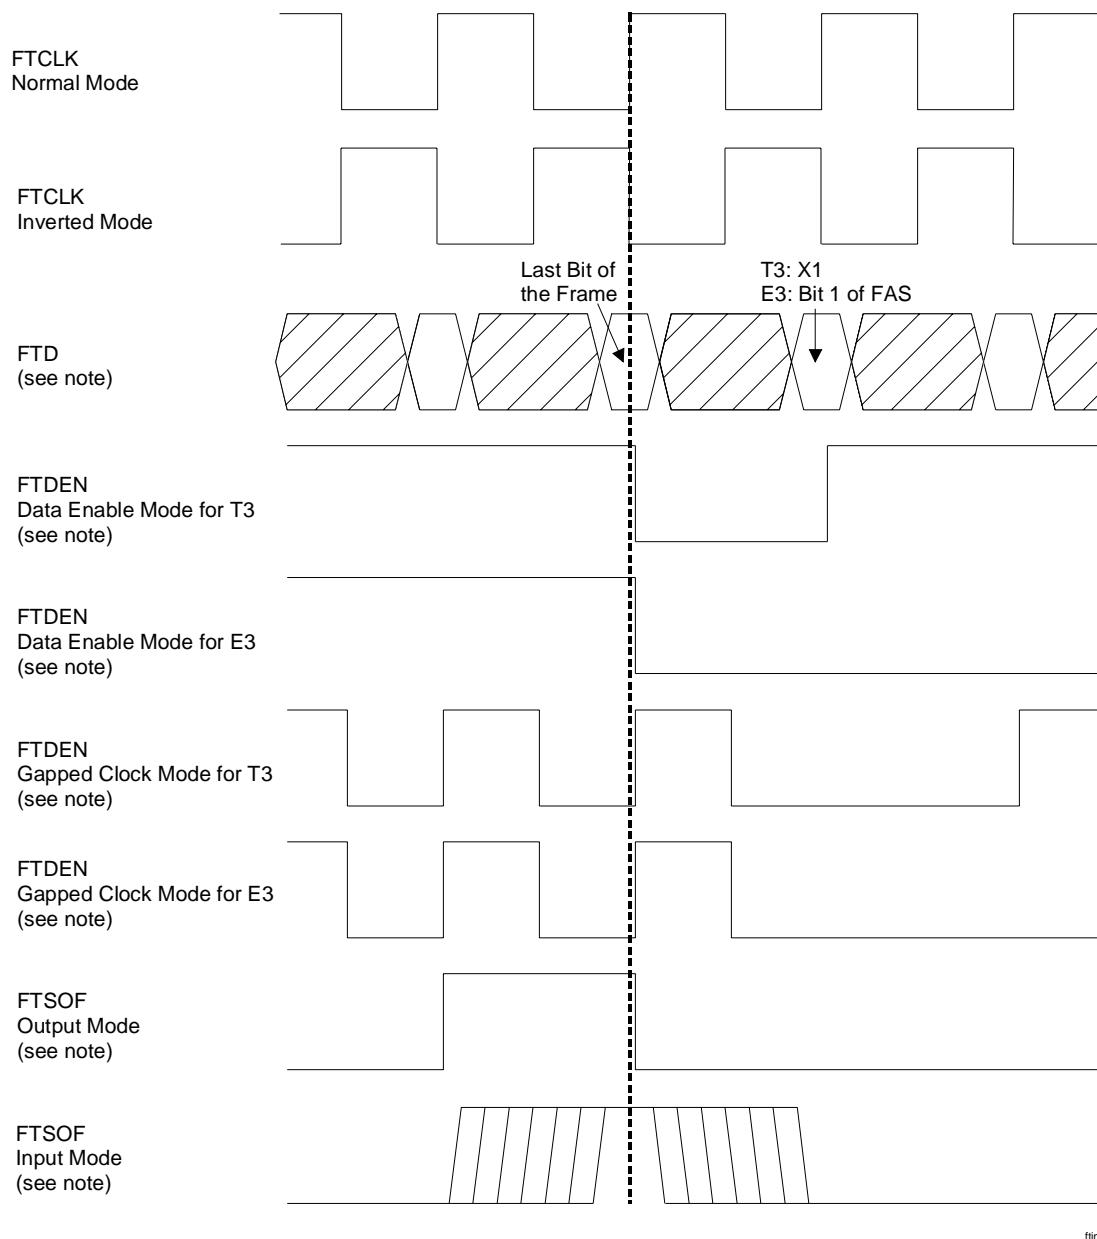 FTCLK
Normal Mode
FTCLK
Inverted Mode
Last Bit of
the Frame
T3: X1
E3: Bit 1 of FAS
FTD
(see note)
FTDEN
Data Enable Mode for T3
(see note)
FTDEN
Data Enable Mode for E3
(see note)
FTDEN
Gapped Clock Mode for T3
(see note)
FTDEN
Gapped Clock Mode for E3
(see note)
FTSOF
Output Mode
(see note)
FTSOF
Input Mode
(see note)